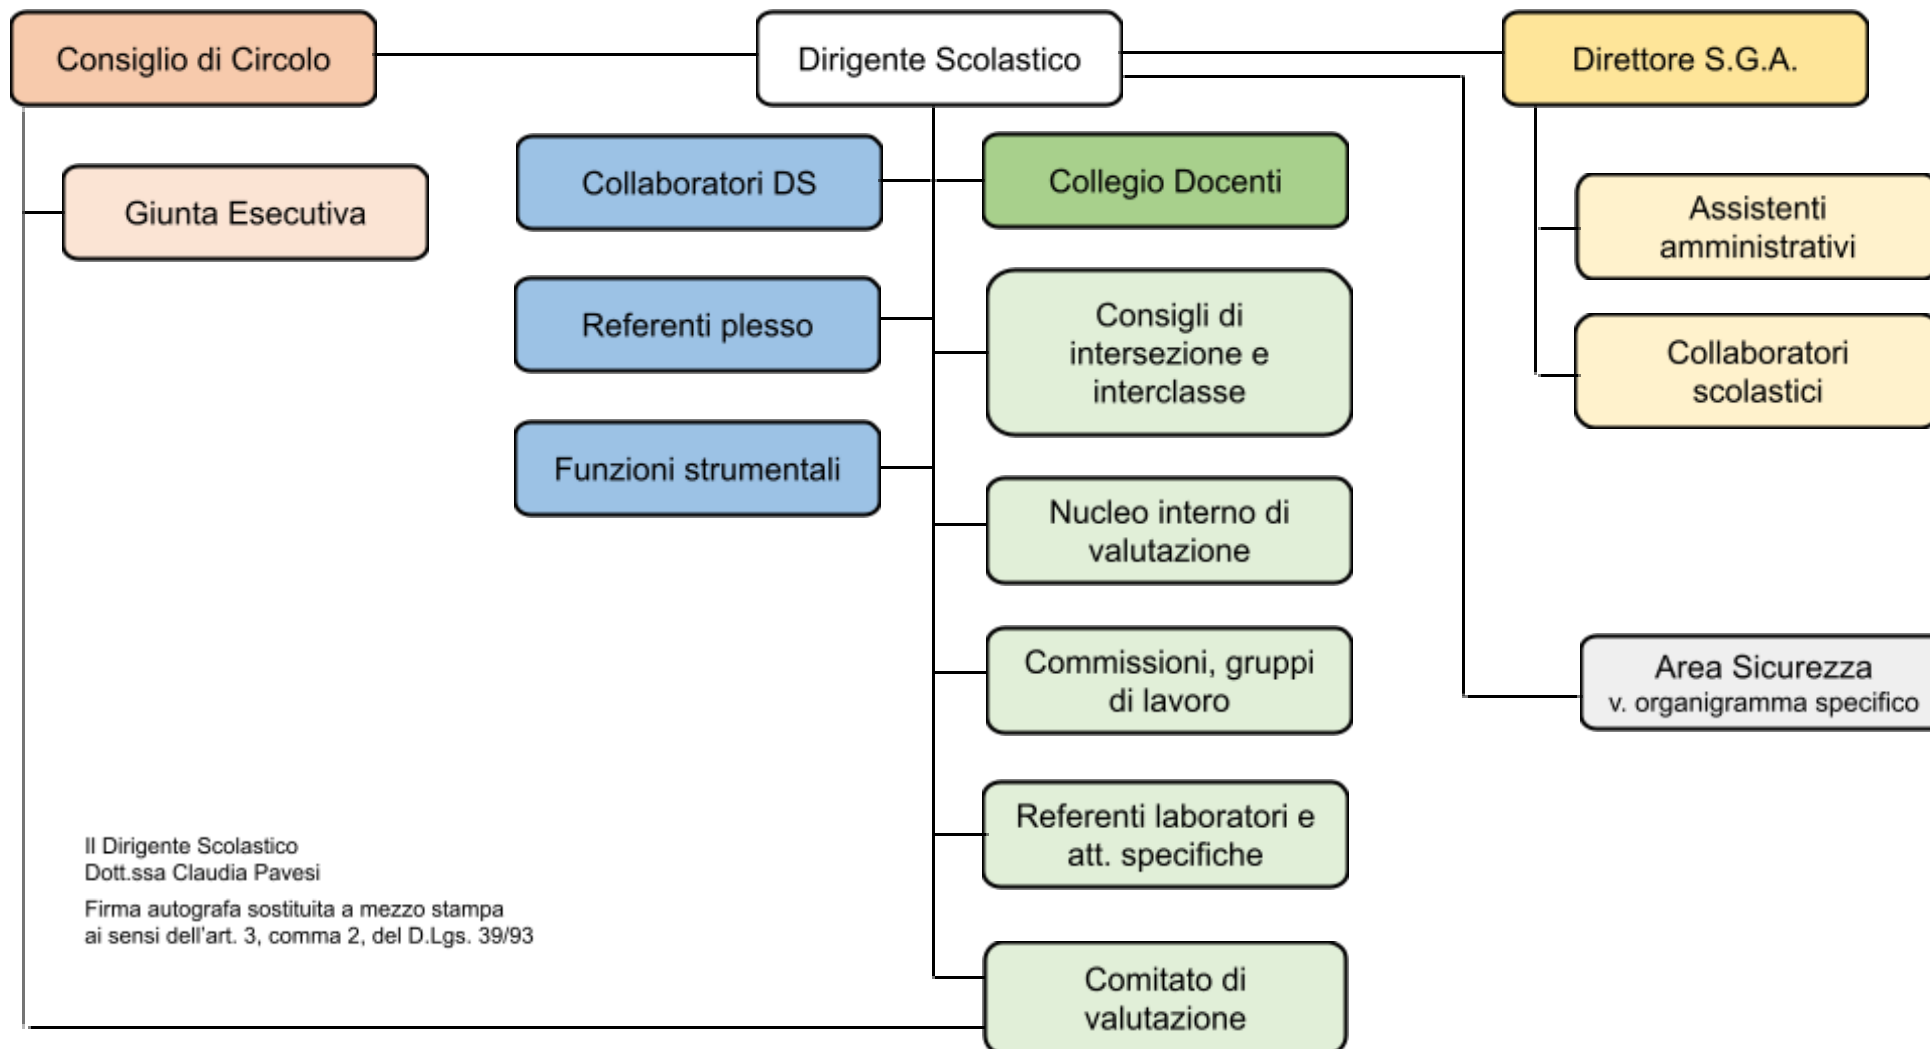 Consiglio di Circolo
Dirigente Scolastico
Direttore S.G.A.
Giunta Esecutiva
Collaboratori DS
Referenti plesso
Funzioni strumentali
Collegio Docenti
Consigli di
intersezione e
interclasse
Nucleo interno di
valutazione
Commissioni, gruppi
di lavoro
Referenti laboratori e
att. specifiche
Comitato di
valutazione
Assistenti
amministrativi
Collaboratori
scolastici
Area Sicurezza
v. organigramma specifico
Il Dirigente Scolastico
Dott.ssa Claudia Pavesi
Firma autografa sostituita a mezzo stampa
ai sensi dell'art. 3, comma 2, del D.Lgs. 39/93